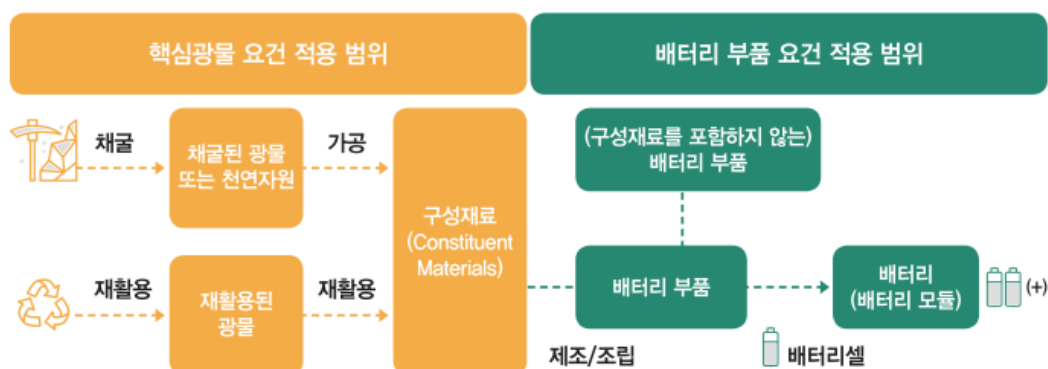 핵심광물 요건 적용 범위
배터리 부품 요건 적용 범위
채굴
채굴된 광물
또는 천연자원
가공
구성재료
(Constituent
Materials)
재활용
재활용된
광물
재활용
(구성재료를 포함하지 않는)
배터리 부품
배터리 부품
배터리
(배터리 모듈)
(+)
제조/조립
배터리셀